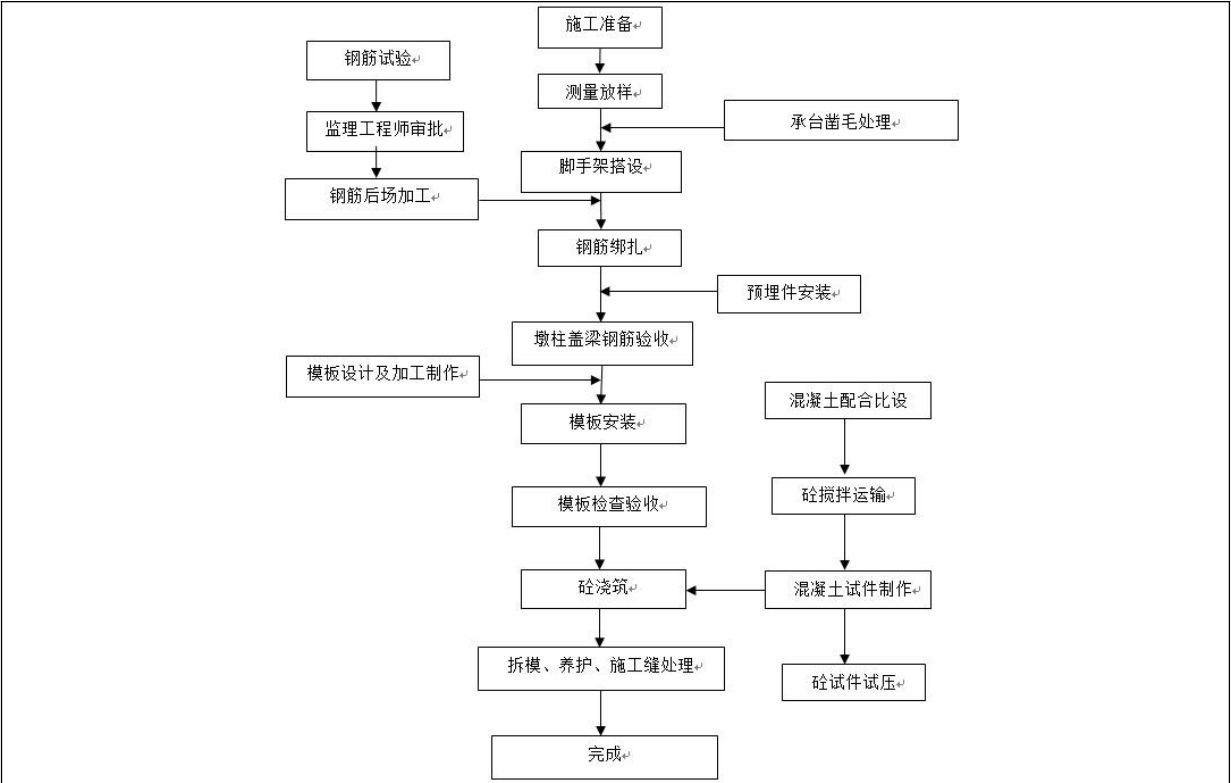 施工准备
钢筋试验
测量放样
承台凿毛处理
监理工程师审批
脚手架搭设
钢筋后场加工
钢筋绑扎
预埋件安装
墩柱盖梁钢筋验收
模板设计及加工制作
混凝土配合比设
模板安装
砼搅拌运输
模板检查验收
砼浇筑
混凝土试件制作
拆模、养护、施工缝处理
砼试件试压
完成